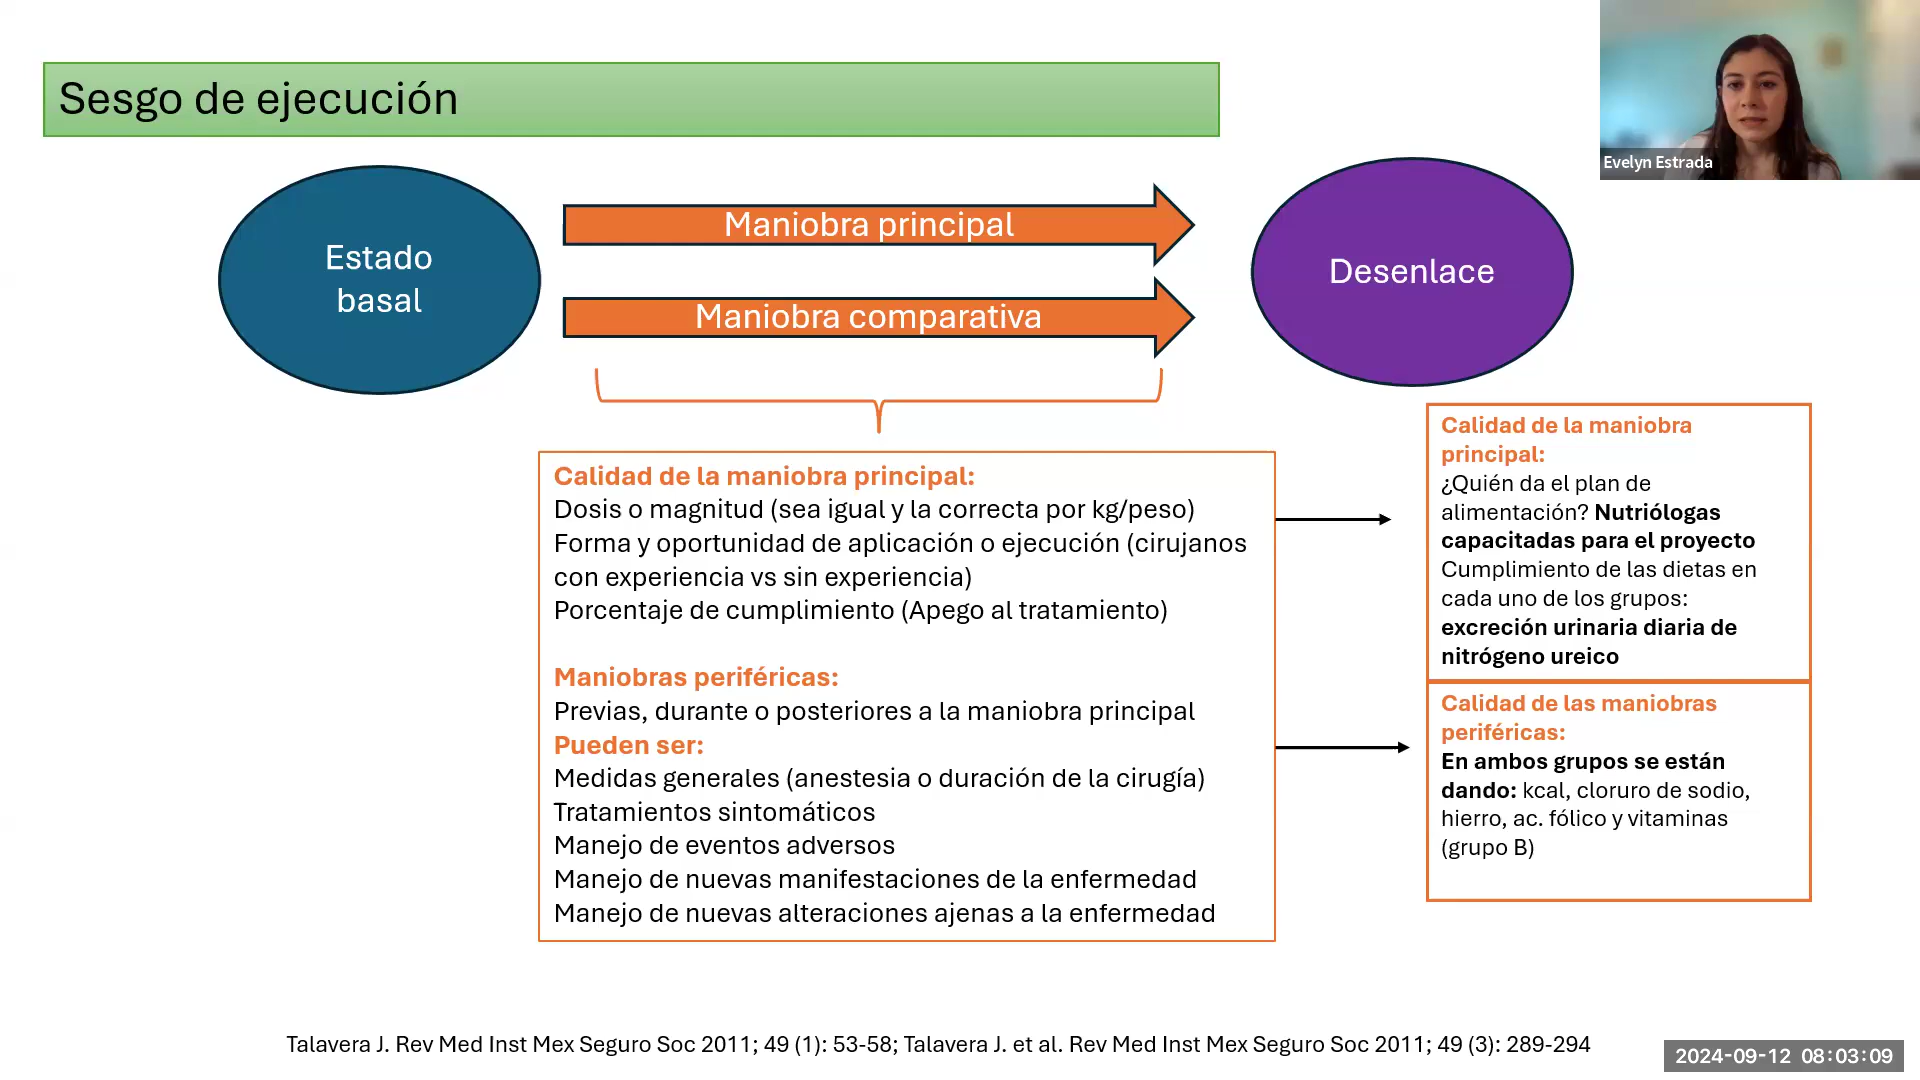 Sesgo de ejecución
Evelyn Estrada
Estado
basal
Maniobra principal
Maniobra comparativa
Desenlace
Calidad de la maniobra principal:
Dosis o magnitud (sea igual y la correcta por kg/peso)
Forma y oportunidad de aplicación o ejecución (cirujanos
con experiencia vs sin experiencia)
Porcentaje de cumplimiento (Apego al tratamiento)
Maniobras periféricas:
Previas, durante o posteriores a la maniobra principal
Pueden ser:
Medidas generales (anestesia o duración de la cirugía)
Tratamientos sintomáticos
Manejo de eventos adversos
Manejo de nuevas manifestaciones de la enfermedad
Manejo de nuevas alteraciones ajenas a la enfermedad
Calidad de la maniobra
principal:
¿Quién da el plan de
alimentación? Nutriólogas
capacitadas para el proyecto
Cumplimiento de las dietas en
cada uno de los grupos:
excreción urinaria diaria de
nitrógeno ureico
Calidad de las maniobras
periféricas:
En ambos grupos se están
dando: kcal, cloruro de sodio,
hierro, ac. fólico y vitaminas
(grupo B)
Talavera J. Rev Med Inst Mex Seguro Soc 2011; 49 (1): 53-58; Talavera J. et al. Rev Med Inst Mex Seguro Soc 2011; 49 (3): 289-294
2024-09-12 08:03:09